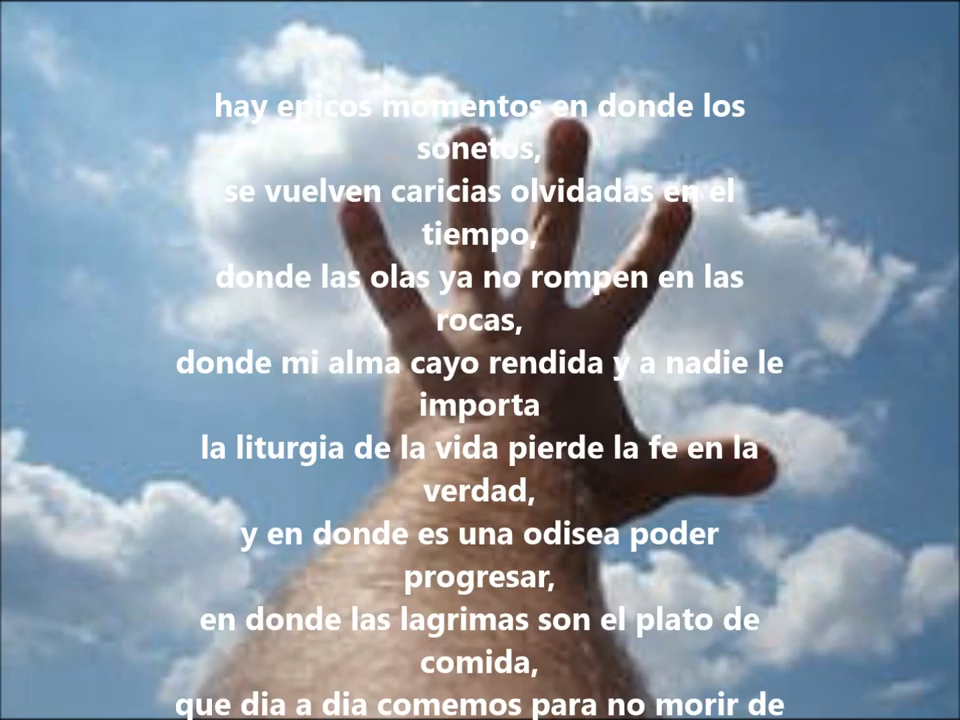 hay epicos momentos en donde los
sonetos,
se vuelven caricias olvidadas en el
tiempo,
donde las olas ya no rompen en las
rocas,
donde mi alma cayo rendida y a nadie le
importa
la liturgia de la vida pierde la fe en la
verdad,
y en donde es una odisea poder
progresar,
en donde las lagrimas son el plato de
comida,
que dia a dia comemos para no morir de